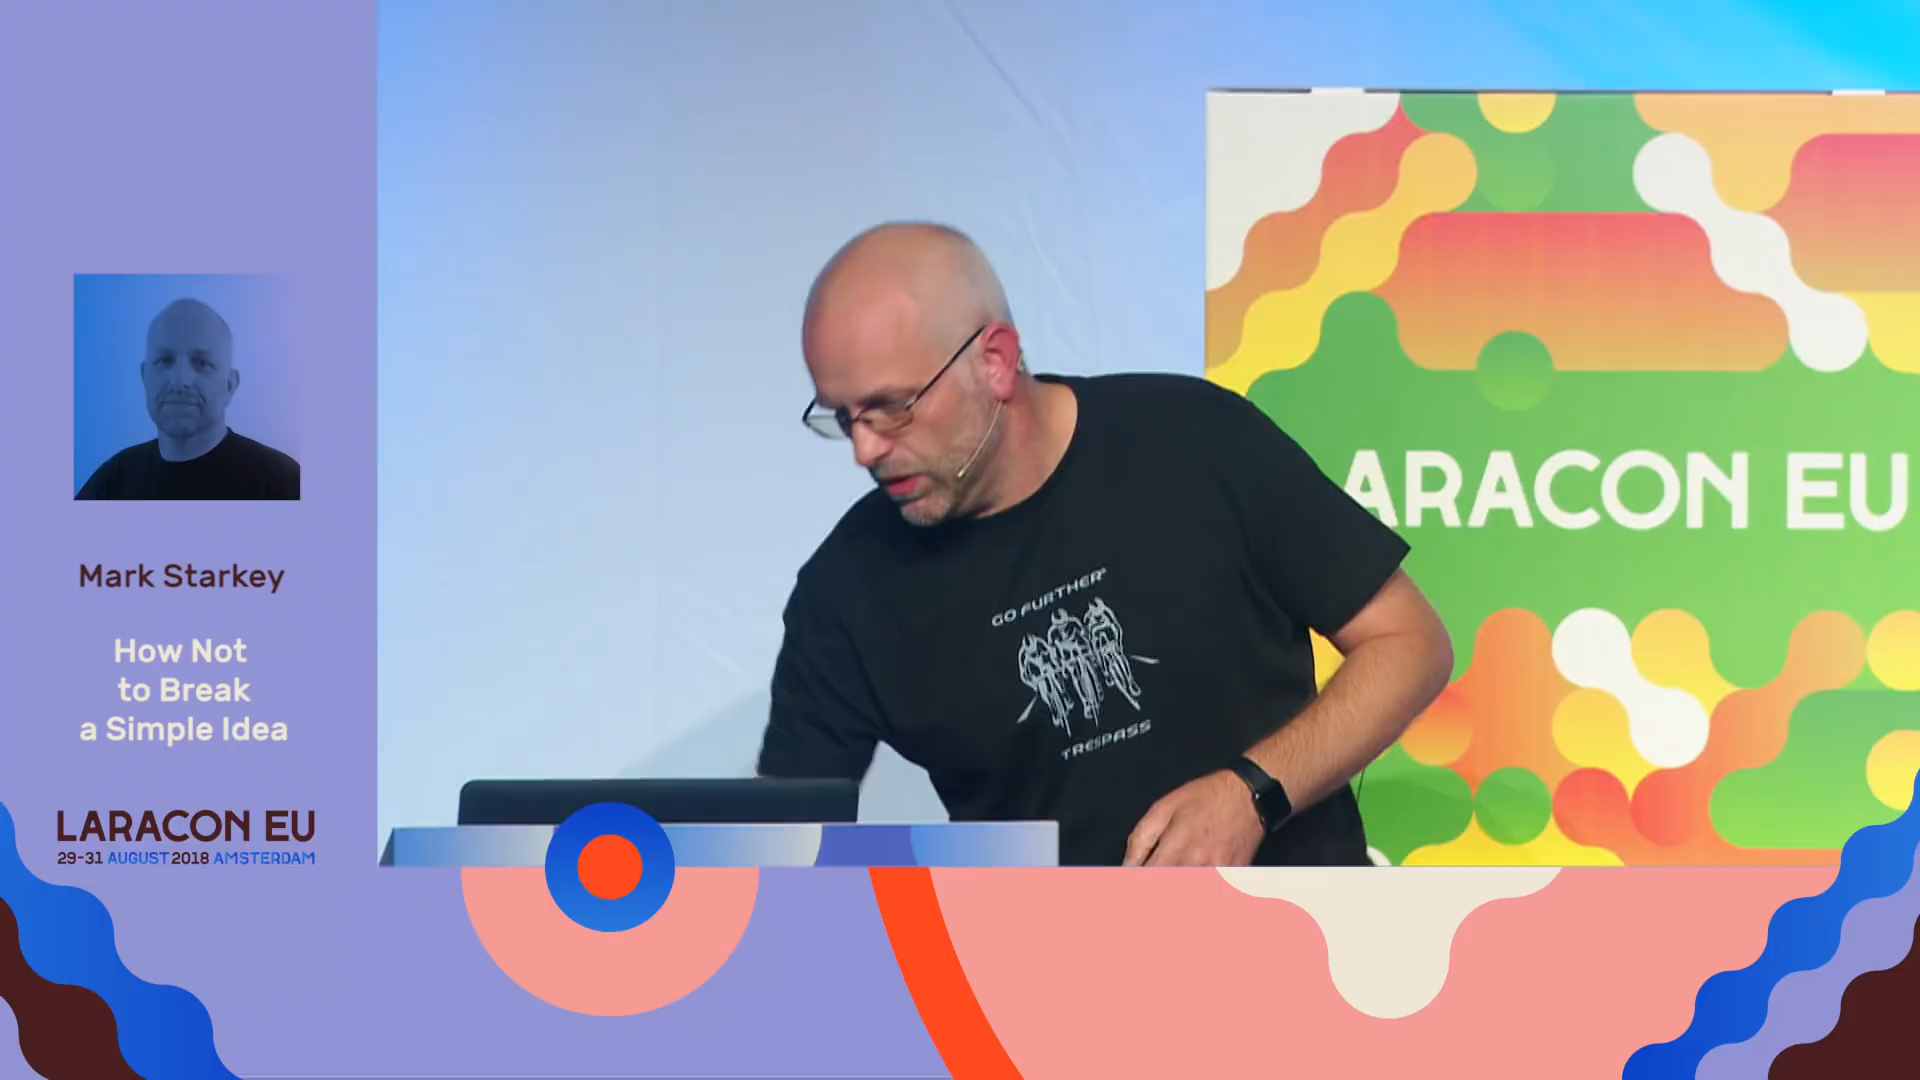 Mark Starkey
How Not
to Break
a Simple Idea
LARACON EU
29-31 AUGUST 2018 AMSTERDAM
GO FURTHER
TRESPASS
ARACON EU